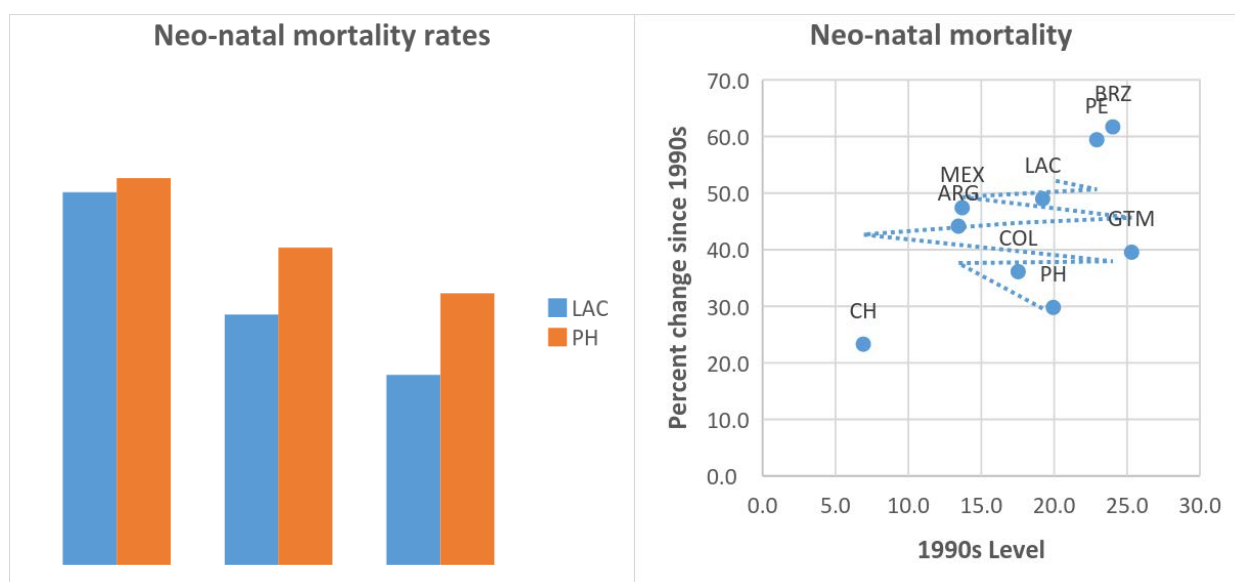 Neo-natal mortality rates
LAC
PH
Neo-natal mortality
Percent change since 1990s
70.0
60.0
50.0
40.0
30.0
20.0
10.0
0.0
BRZ
PE
LAC
MEX
ARG
GTM
COL
PH
CH
0.0 5.0 10.0 15.0 20.0 25.0 30.0
1990s Level